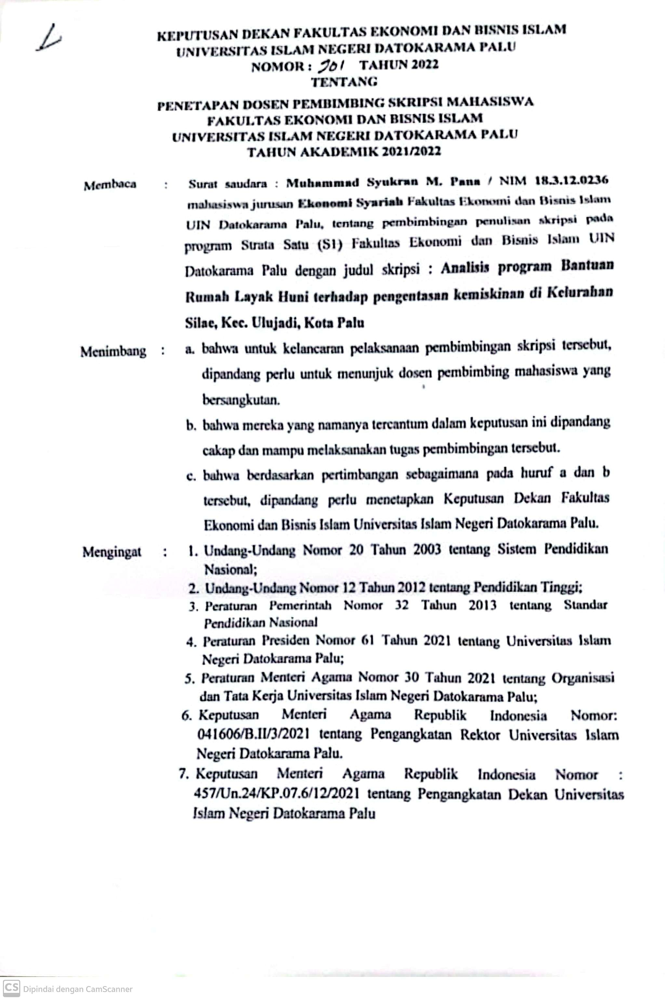 KEPUTUSAN DEKAN FAKULTAS EKONOMI DAN BISNIS ISLAM
UNIVERSITAS ISLAM NEGERI DATOKARAMA PALU
NOMOR : 701 TAHUN 2022
TENTANG
PENETAPAN DOSEN PEMBIMBING SKRIPSI MAHASISWA
FAKULTAS EKONOMI DAN BISNIS ISLAM
UNIVERSITAS ISLAM NEGERI DATOKARAMA PALU
TAHUN AKADEMIK 2021/2022
Membaca : Surat saudara : Muhammad Syukran M. Pana / NIM 18.3.12.0236
mahasiswa jurusan Ekonomi Syariah Fakultas Ekonomi dan Bisnis Islam
UIN Datokarama Palu, tentang pembimbingan penulisan skripsi pada
program Strata Satu (S1) Fakultas Ekonomi dan Bisnis Islam UIN
Datokarama Palu dengan judul skripsi : Analisis program Bantuan
Rumah Layak Huni terhadap pengentasan kemiskinan di Kelurahan
Silae, Kec. Ulujadi, Kota Palu
Menimbang : a. bahwa untuk kelancaran pelaksanaan pembimbingan skripsi tersebut,
dipandang perlu untuk menunjuk dosen pembimbing mahasiswa yang
bersangkutan.
b. bahwa mereka yang namanya tercantum dalam keputusan ini dipandang
cakap dan mampu melaksanakan tugas pembimbingan tersebut.
c. bahwa berdasarkan pertimbangan sebagaimana pada huruf a dan b
tersebut, dipandang perlu menetapkan Keputusan Dekan Fakultas
Ekonomi dan Bisnis Islam Universitas Islam Negeri Datokarama Palu.
Mengingat : 1. Undang-Undang Nomor 20 Tahun 2003 tentang Sistem Pendidikan
Nasional;
2. Undang-Undang Nomor 12 Tahun 2012 tentang Pendidikan Tinggi;
3. Peraturan Pemerintah Nomor 32 Tahun 2013 tentang Standar
Pendidikan Nasional
4. Peraturan Presiden Nomor 61 Tahun 2021 tentang Universitas Islam
Negeri Datokarama Palu;
5. Peraturan Menteri Agama Nomor 30 Tahun 2021 tentang Organisasi
dan Tata Kerja Universitas Islam Negeri Datokarama Palu;
6. Keputusan Menteri Agama Republik Indonesia Nomor:
041606/B.II/3/2021 tentang Pengangkatan Rektor Universitas Islam
Negeri Datokarama Palu.
7. Keputusan Menteri Agama Republik Indonesia Nomor :
457/Un.24/KP.07.6/12/2021 tentang Pengangkatan Dekan Universitas
Islam Negeri Datokarama Palu
CS Dipindai dengan CamScanner